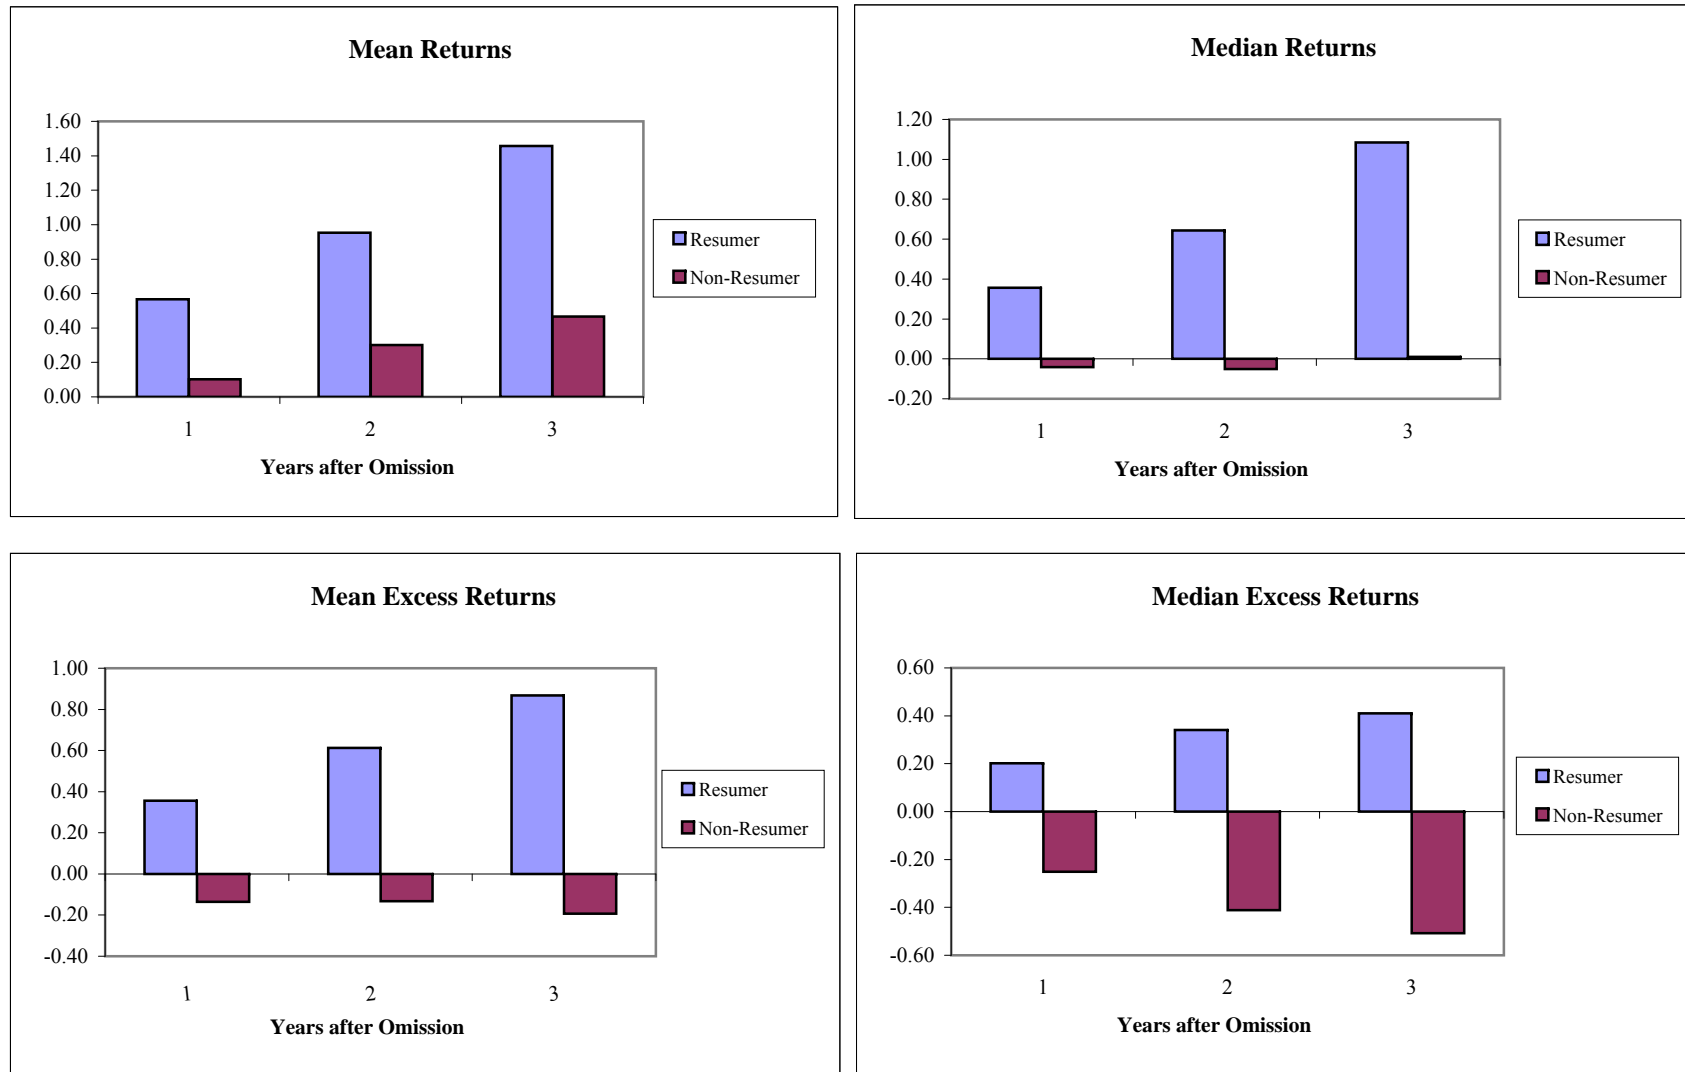 Mean Returns
1.60
1.40
1.20
1.00
0.80
0.60
0.40
0.20
0.00
1 2 3
Years after Omission
Resumer
Non-Resumer
Median Returns
1.20
1.00
0.80
0.60
0.40
0.20
0.00
-0.20
1 2 3
Years after Omission
Resumer
Non-Resumer
Mean Excess Returns
1.00
0.80
0.60
0.40
0.20
0.00
-0.20
-0.40
1 2 3
Years after Omission
Resumer
Non-Resumer
Median Excess Returns
0.60
0.40
0.20
0.00
-0.20
-0.40
-0.60
1 2 3
Years after Omission
Resumer
Non-Resumer